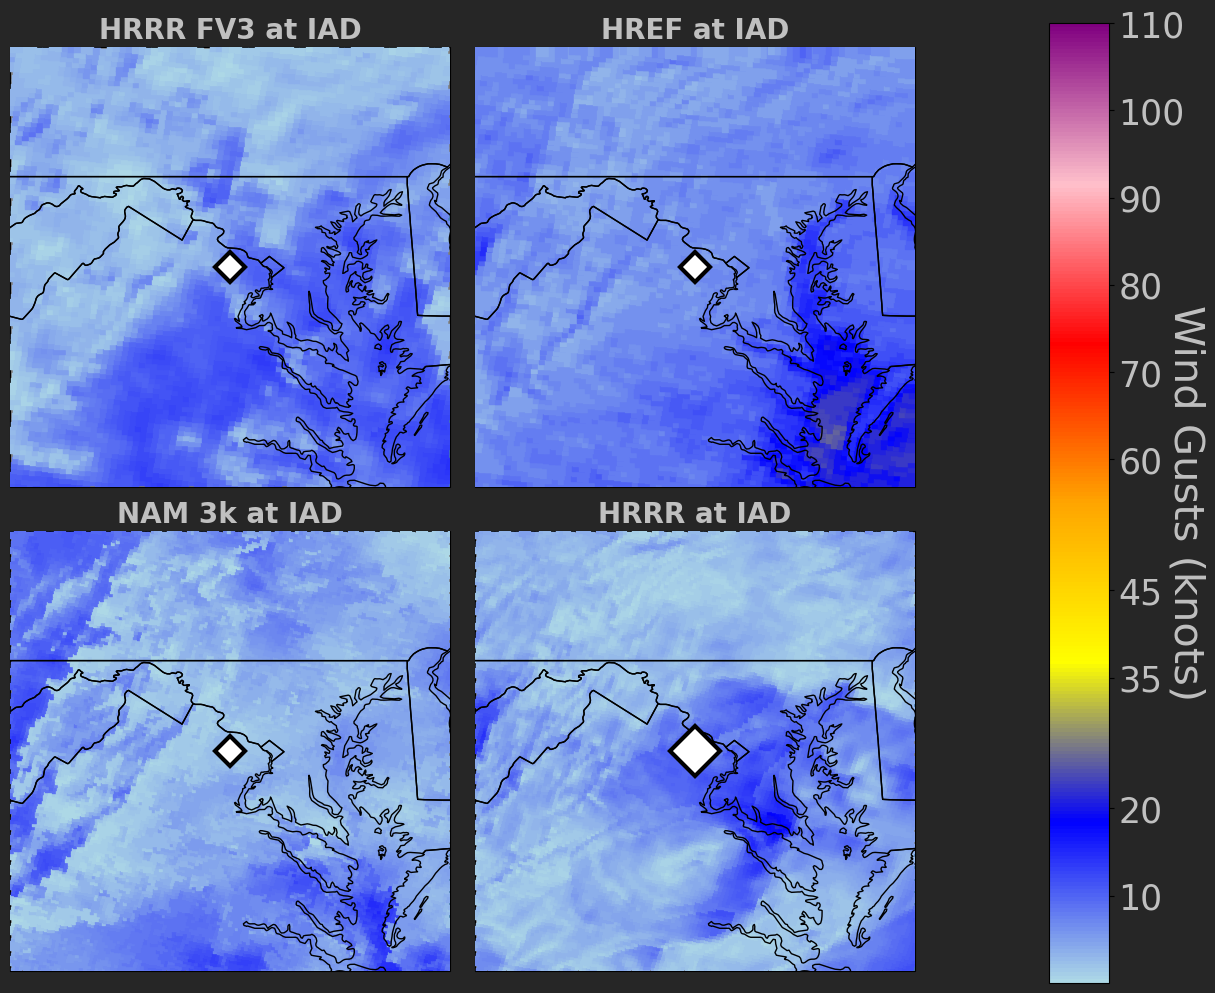 HRRR FV3 at IAD
HREF at IAD
NAM 3k at IAD
HRRR at IAD
110
100
90
80
70
60
45
35
20
10
Wind Gusts (knots)